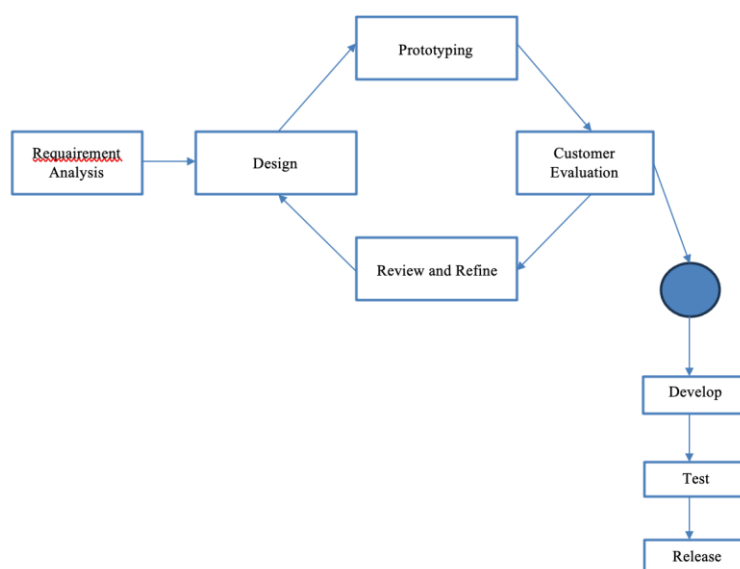 Prototyping
Requairement
Analysis
Design
Customer
Evaluation
Review and Refine
Develop
Test
Release